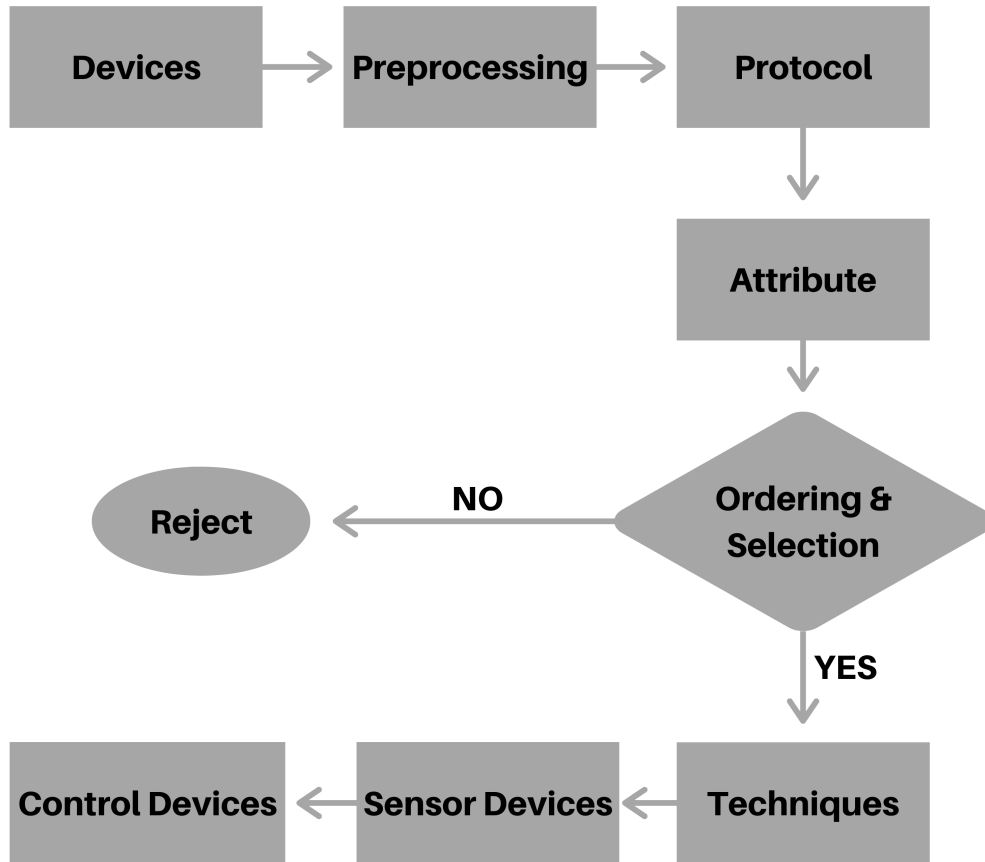 Devices
Preprocessing
Protocol
Attribute
Ordering &
Selection
NO
Reject
YES
Techniques
Sensor Devices
Control Devices